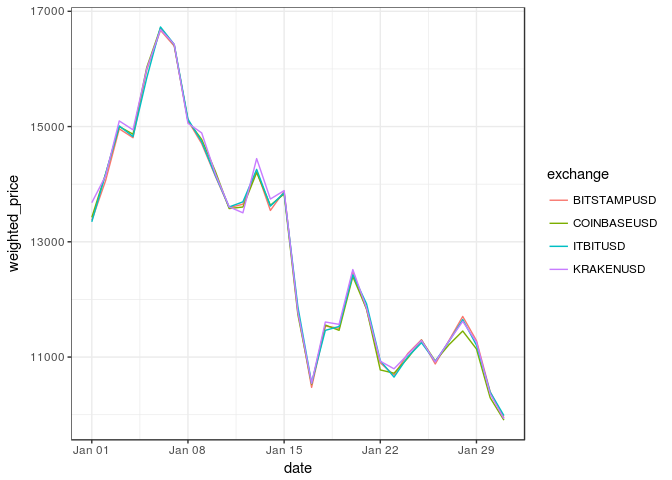 17000
15000
13000
11000
weighted_price
Jan 01
Jan 08
Jan 15
Jan 22
Jan 29
date
exchange
BITSTAMPUSD
COINBASEUSD
ITBITUSD
KRAKENUSD